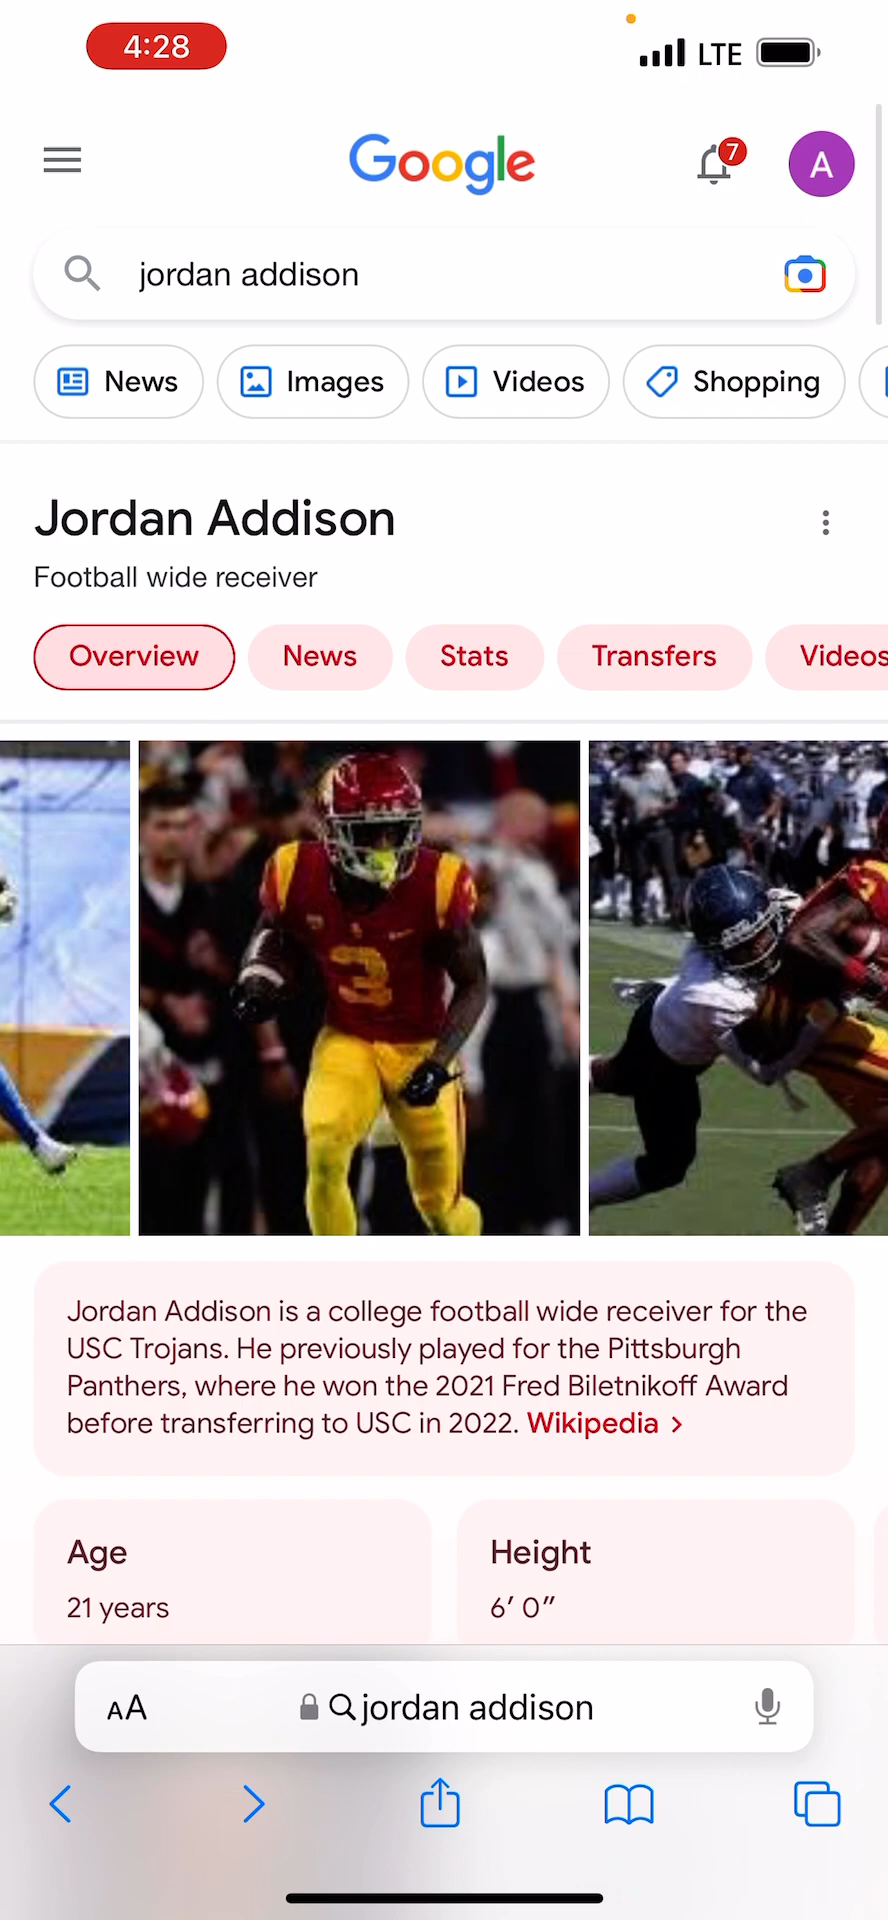 4:28
LTE
Google
7
A
jordan addison
News
Images
Videos
Shopping
Jordan Addison
Football wide receiver
Overview
News
Stats
Transfers
Videos
3
Jordan Addison is a college football wide receiver for the
USC Trojans. He previously played for the Pittsburgh
Panthers, where he won the 2021 Fred Biletnikoff Award
before transferring to USC in 2022. Wikipedia >
Age
21 years
Height
6′ 0″
AA
jordan addison